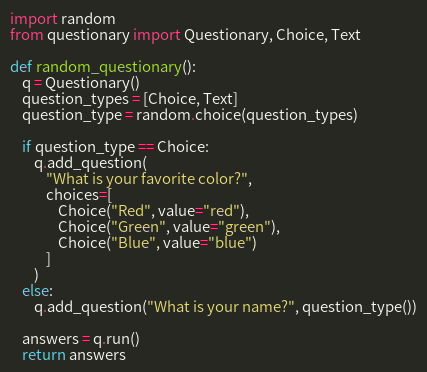 import random
from questionary import Questionary, Choice, Text

def random_questionary():
    q = Questionary()
    question_types = [Choice, Text]
    question_type = random.choice(question_types)

    if question_type == Choice:
        q.add_question(
            "What is your favorite color?",
            choices=[
                Choice("Red", value="red"),
                Choice("Green", value="green"),
                Choice("Blue", value="blue")
            ]
        )
    else:
        q.add_question("What is your name?", question_type())

    answers = q.run()
    return answers